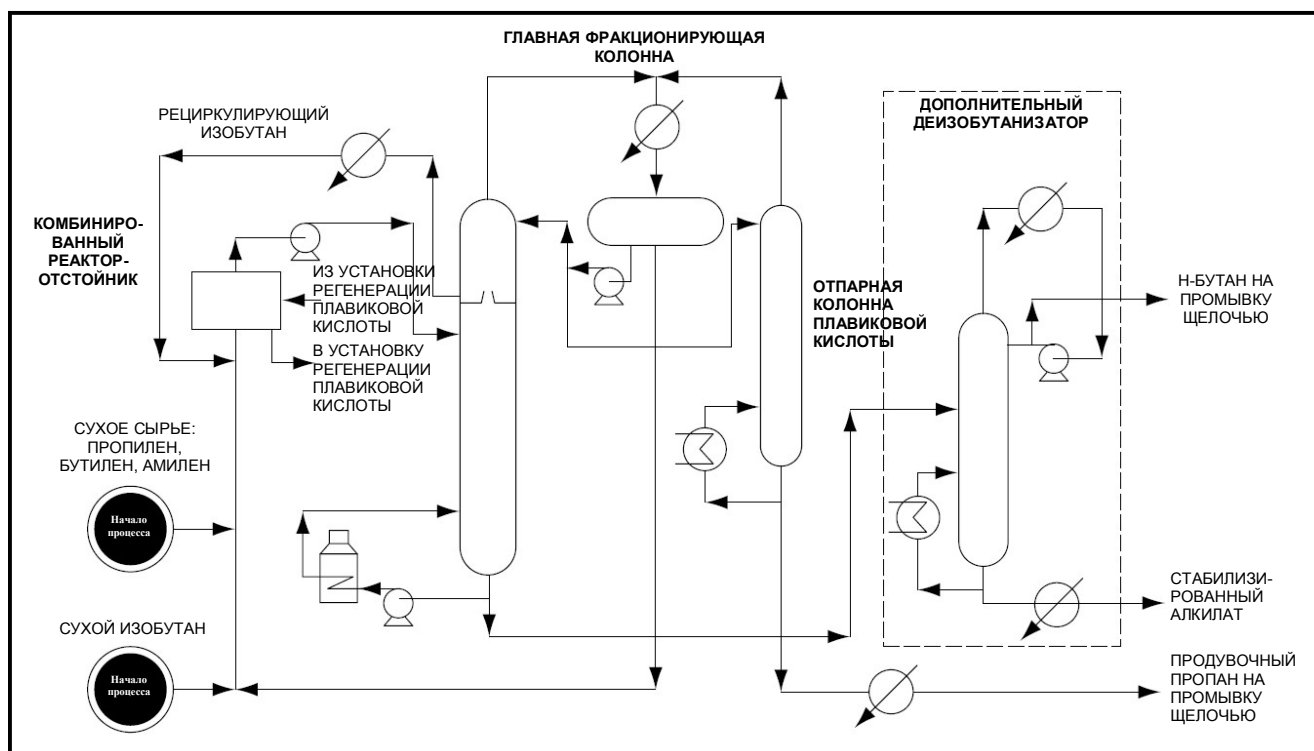 ГЛАВНАЯ ФРАКЦИОНИРУЮЩАЯ
КОЛОННА
РЕЦИРКУЛИРУЮЩИЙ
ИЗОБУТАН
ДОПОЛНИТЕЛЬНЫЙ
ДЕИЗОБУТАНИЗАТОР
КОМБИНИРО-
ВАННЫЙ
РЕАКТОР-
ОТСТОЙНИК
ИЗ УСТАНОВКИ
РЕГЕНЕРАЦИИ
ПЛАВИКОВОЙ
КИСЛОТЫ
В УСТАНОВКУ
РЕГЕНЕРАЦИИ
ПЛАВИКОВОЙ
КИСЛОТЫ
ОТПАРНАЯ
КОЛОННА
ПЛАВИКОВОЙ
КИСЛОТЫ
Н-БУТАН НА
ПРОМЫВКУ
ЩЕЛОЧЬЮ
СУХОЕ СЫРЬЕ:
ПРОПИЛЕН,
БУТИЛЕН, АМИЛЕН
Начало
процесса
СТАБИЛИЗИ-
РОВАННЫЙ
АЛКИЛАТ
СУХОЙ ИЗОБУТАН
Начало
процесса
ПРОДУВОЧНЫЙ
ПРОПАН НА
ПРОМЫВКУ
ЩЕЛОЧЬЮ